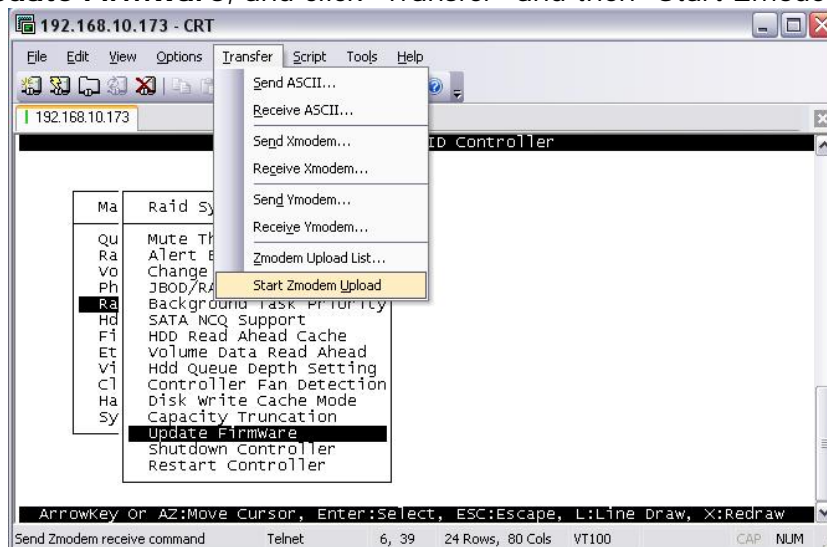 date Firmware, and click "Transfer" and then "Start Zmode
192.168.10.173 - CRT
File Edit View Options Transfer Script Tools Help
192.168.10.173
Send ASCII...
Receive ASCII...
Send Xmodem...
Receive Xmodem...
Send Ymodem...
Receive Ymodem...
Zmodem Upload List...
Start Zmodem Upload
ID Controller
Ma
Qu
Ra
Vo
Ph
Ra
Hd
Fi
Et
Vi
Cl
Ha
Sy
Raid Sy
Mute Th
Alert B
Change
JBOD/RA
Background Task Priority
SATA NCQ Support
HDD Read Ahead Cache
Volume Data Read Ahead
Hdd Queue Depth Setting
Controller Fan Detection
Disk Write Cache Mode
Capacity Truncation
Update FirmWare
Shutdown Controller
Restart Controller
ArrowKey Or AZ:Move Cursor, Enter:Select, ESC:Escape, L:Line Draw, X:Redraw
Send Zmodem receive command Telnet 6, 39 24 Rows, 80 Cols VT100 CAP NUM